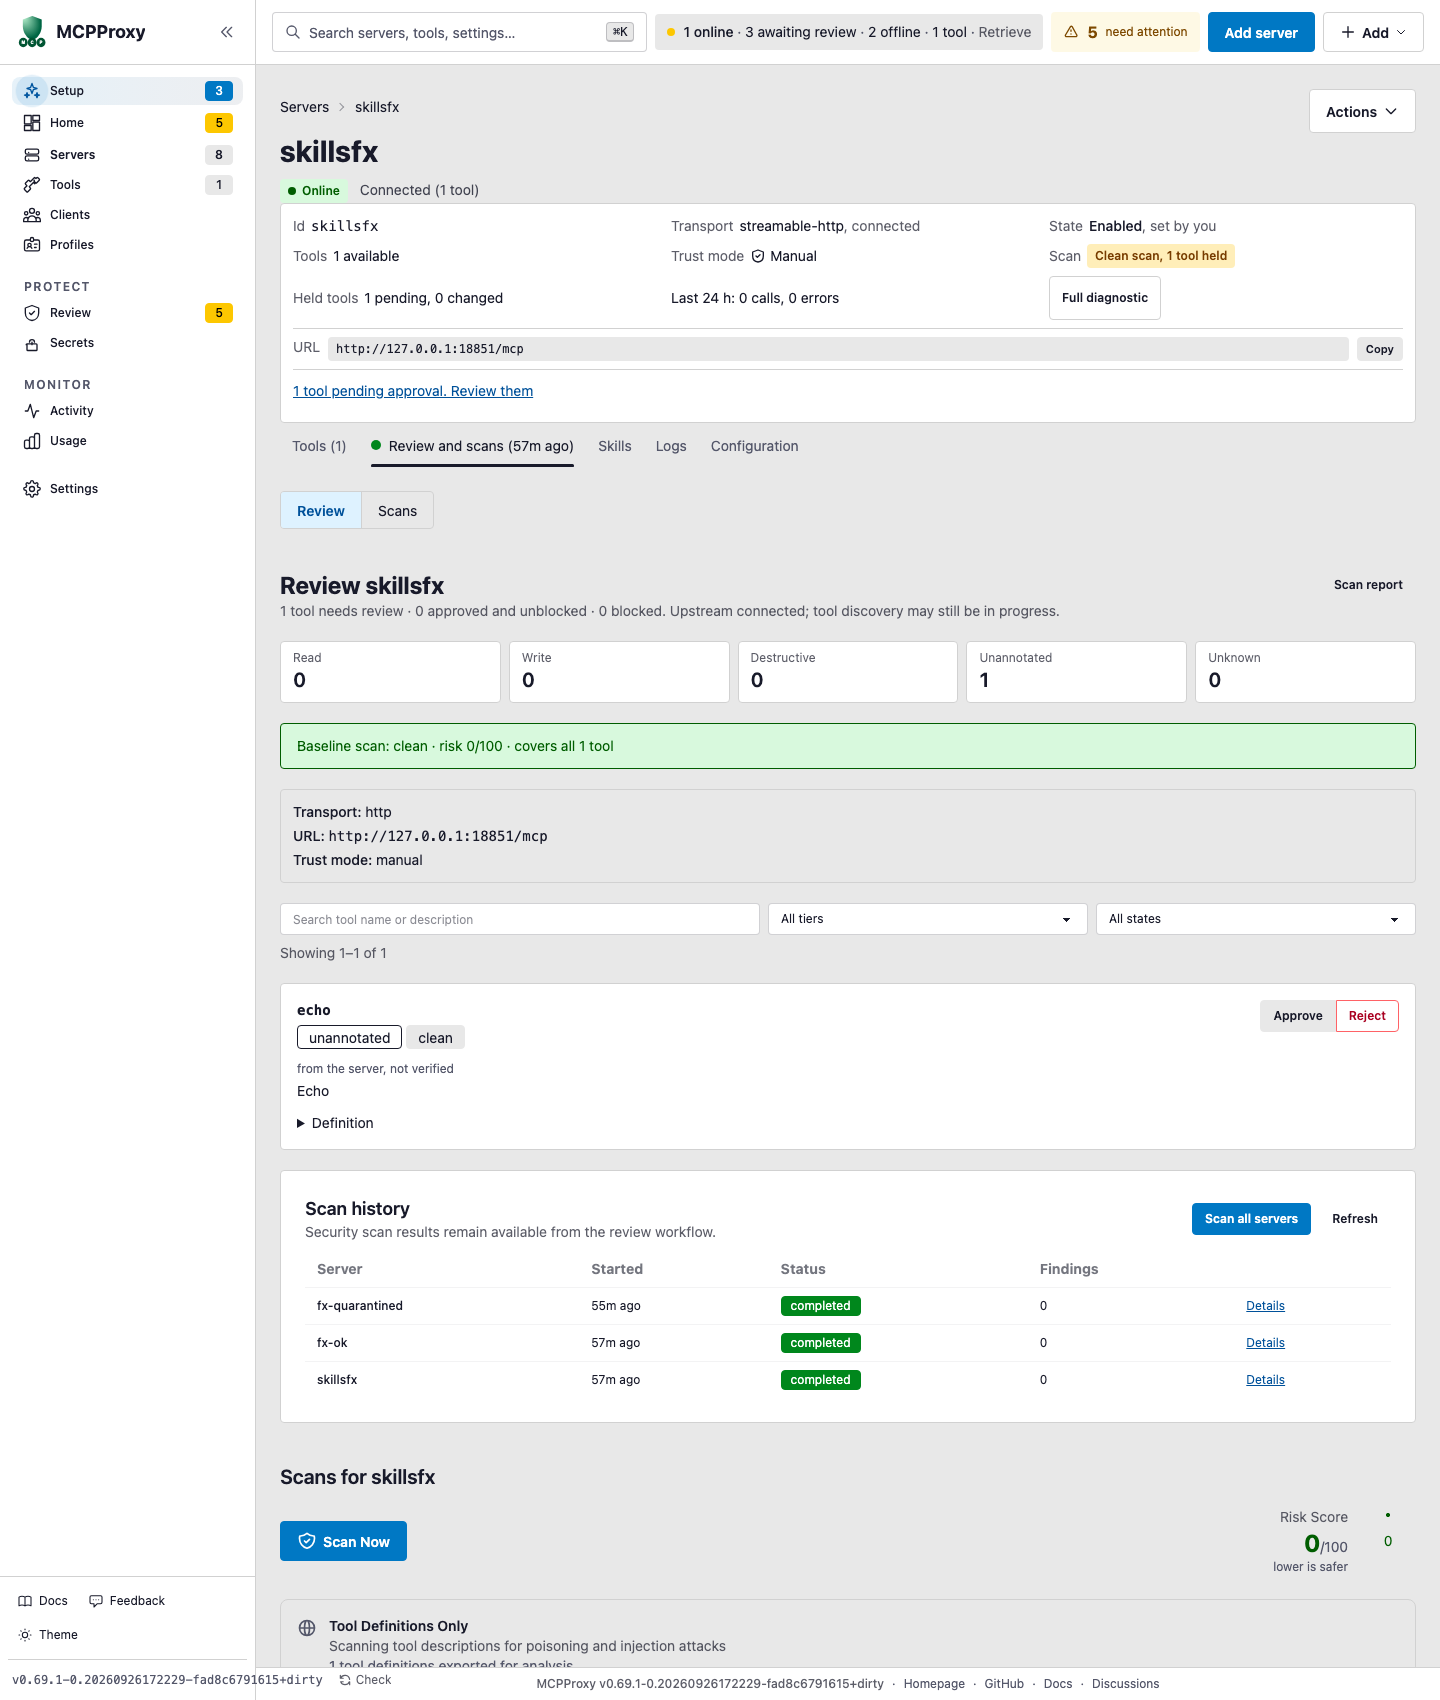 MCPProxy
Search servers, tools, settings... ⌘K
1 online · 3 awaiting review · 2 offline · 1 tool · Retrieve
5 need attention
Add server
Add
Setup 3
Home 5
Servers 8
Tools 1
Clients
Profiles
PROTECT
Review 5
Secrets
MONITOR
Activity
Usage
Settings
Docs
Feedback
Theme
v0.69.1-0.20260926172229-fad8c6791615+dirty
Check
Servers > skillsfx
Actions
skillsfx
Online Connected (1 tool)
Id skillsfx
Transport streamable-http, connected
State Enabled, set by you
Tools 1 available
Trust mode Manual
Scan Clean scan, 1 tool held
Held tools 1 pending, 0 changed
Last 24 h: 0 calls, 0 errors
Full diagnostic
URL http://127.0.0.1:18851/mcp Copy
1 tool pending approval. Review them
Tools (1) Review and scans (57m ago) Skills Logs Configuration
Review Scans
Review skillsfx
Scan report
1 tool needs review · 0 approved and unblocked · 0 blocked. Upstream connected; tool discovery may still be in progress.
Read
0
Write
0
Destructive
0
Unannotated
1
Unknown
0
Baseline scan: clean · risk 0/100 · covers all 1 tool
Transport: http
URL: http://127.0.0.1:18851/mcp
Trust mode: manual
Search tool name or description
All tiers
All states
Showing 1–1 of 1
echo
Approve Reject
unannotated clean
from the server, not verified
Echo
Definition
Scan history
Security scan results remain available from the review workflow.
Scan all servers Refresh
Server Started Status Findings
fx-quarantined 55m ago completed 0 Details
fx-ok 57m ago completed 0 Details
skillsfx 57m ago completed 0 Details
Scans for skillsfx
Scan Now
Risk Score
0/100
lower is safer
0
Tool Definitions Only
Scanning tool descriptions for poisoning and injection attacks
1 tool definitions exported for analysis
MCPProxy v0.69.1-0.20260926172229-fad8c6791615+dirty · Homepage · GitHub · Docs · Discussions